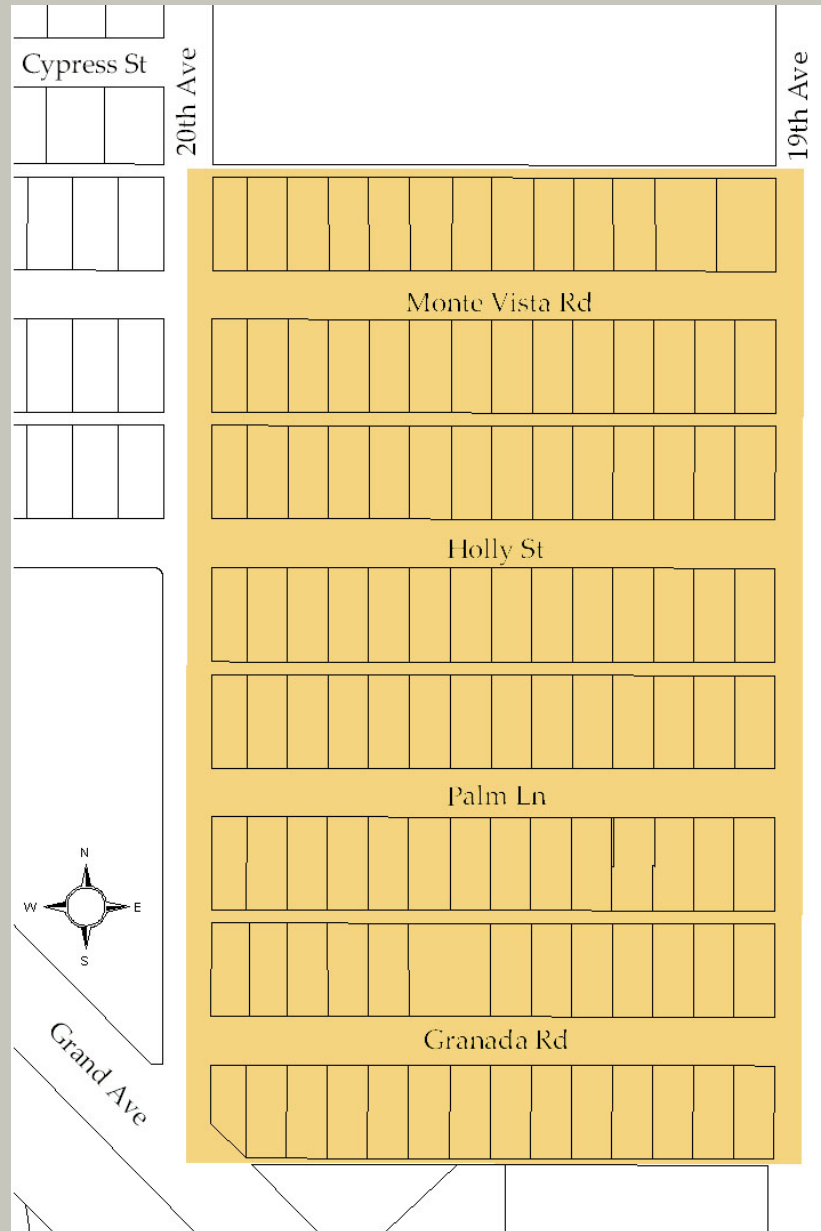 Cypress St
20th Ave
19th Ave
Monte Vista Rd
Holly St
Palm Ln
N
W
E
S
Granada Rd
Grand Ave